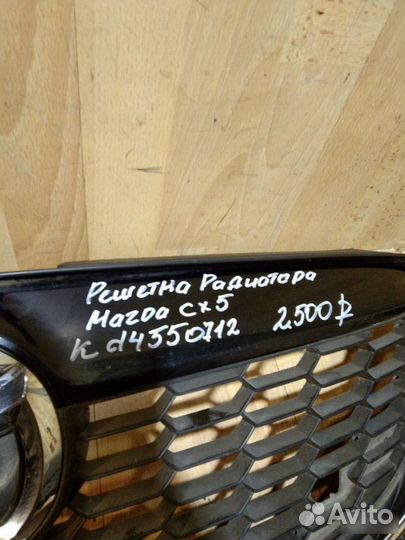 Решетка Радиатора
Mazda cx5
Kd4550712 2.500 ₽
Avito